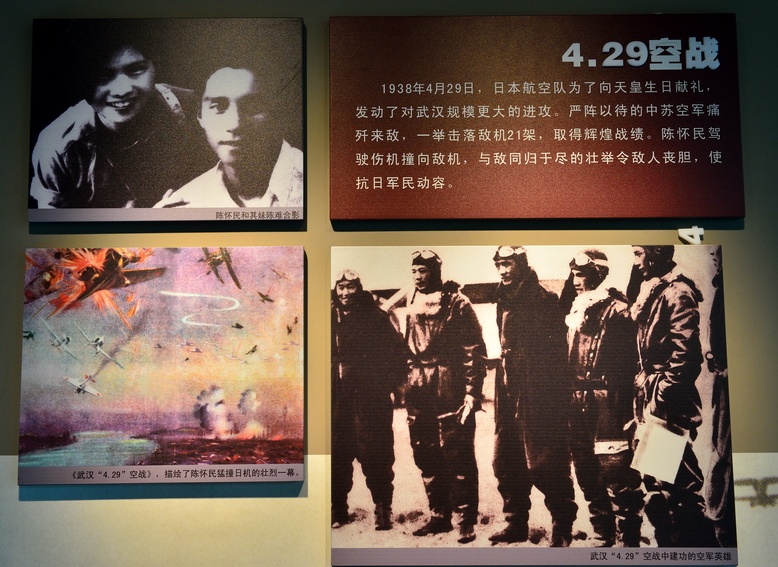 陈怀民和其妹陈难合影
4.29空战
1938年4月29日，日本航空队为了向天皇生日献礼，
发动了对武汉规模更大的进攻。严阵以待的中苏空军痛
歼来敌，一举击落敌机21架，取得辉煌战绩。陈怀民驾
驶伤机撞向敌机，与敌同归于尽的壮举令敌人丧胆，使
抗日军民动容。
《武汉“4.29”空战》，描绘了陈怀民猛撞日机的壮烈一幕。
武汉“4.29”空战中建功的空军英雄